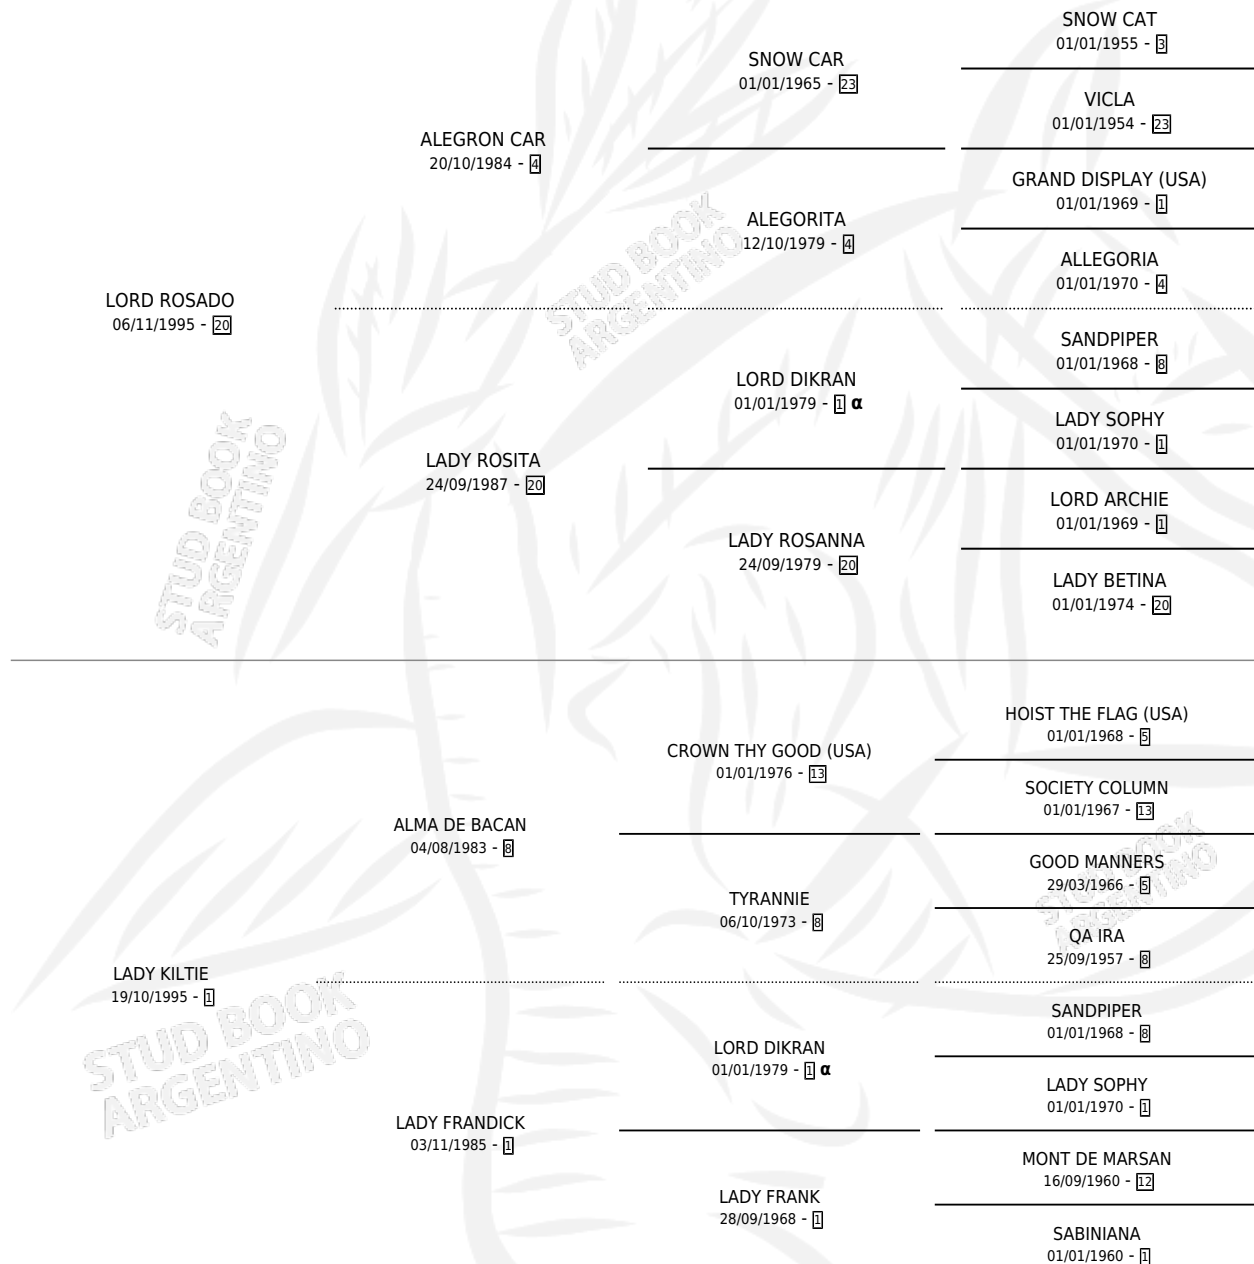 SNOW CAT
01/01/1955 - 3
SNOW CAR
01/01/1965 - 23
VICLA
01/01/1954 - 23
ALEGRON CAR
20/10/1984 - 4
GRAND DISPLAY (USA)
01/01/1969 - 1
ALEGORITA
12/10/1979 - 4
ALLEGORIA
01/01/1970 - 4
STUD BOOK
ARGENTINO
LORD ROSADO
06/11/1995 - 20
SANDPIPER
01/01/1968 - 8
LORD DIKRAN
01/01/1979 - 1 α
LADY SOPHY
01/01/1970 - 1
LADY ROSITA
24/09/1987 - 20
LORD ARCHIE
01/01/1969 - 1
LADY ROSANNA
24/09/1979 - 20
LADY BETINA
01/01/1974 - 20
STUD BOOK
ARGENTINO
HOIST THE FLAG (USA)
01/01/1968 - 5
CROWN THY GOOD (USA)
01/01/1976 - 13
SOCIETY COLUMN
01/01/1967 - 13
ALMA DE BACAN
04/08/1983 - 8
GOOD MANNERS
29/03/1966 - 5
TYRANNIE
06/10/1973 - 8
QA IRA
25/09/1957 - 8
STUD BOOK
ARGENTINO
LADY KILTIE
19/10/1995 - 1
SANDPIPER
01/01/1968 - 8
LORD DIKRAN
01/01/1979 - 1 α
LADY SOPHY
01/01/1970 - 1
STUD BOOK
ARGENTINO
LADY FRANDICK
03/11/1985 - 1
MONT DE MARSAN
16/09/1960 - 12
LADY FRANK
28/09/1968 - 1
SABINIANA
01/01/1960 - 1